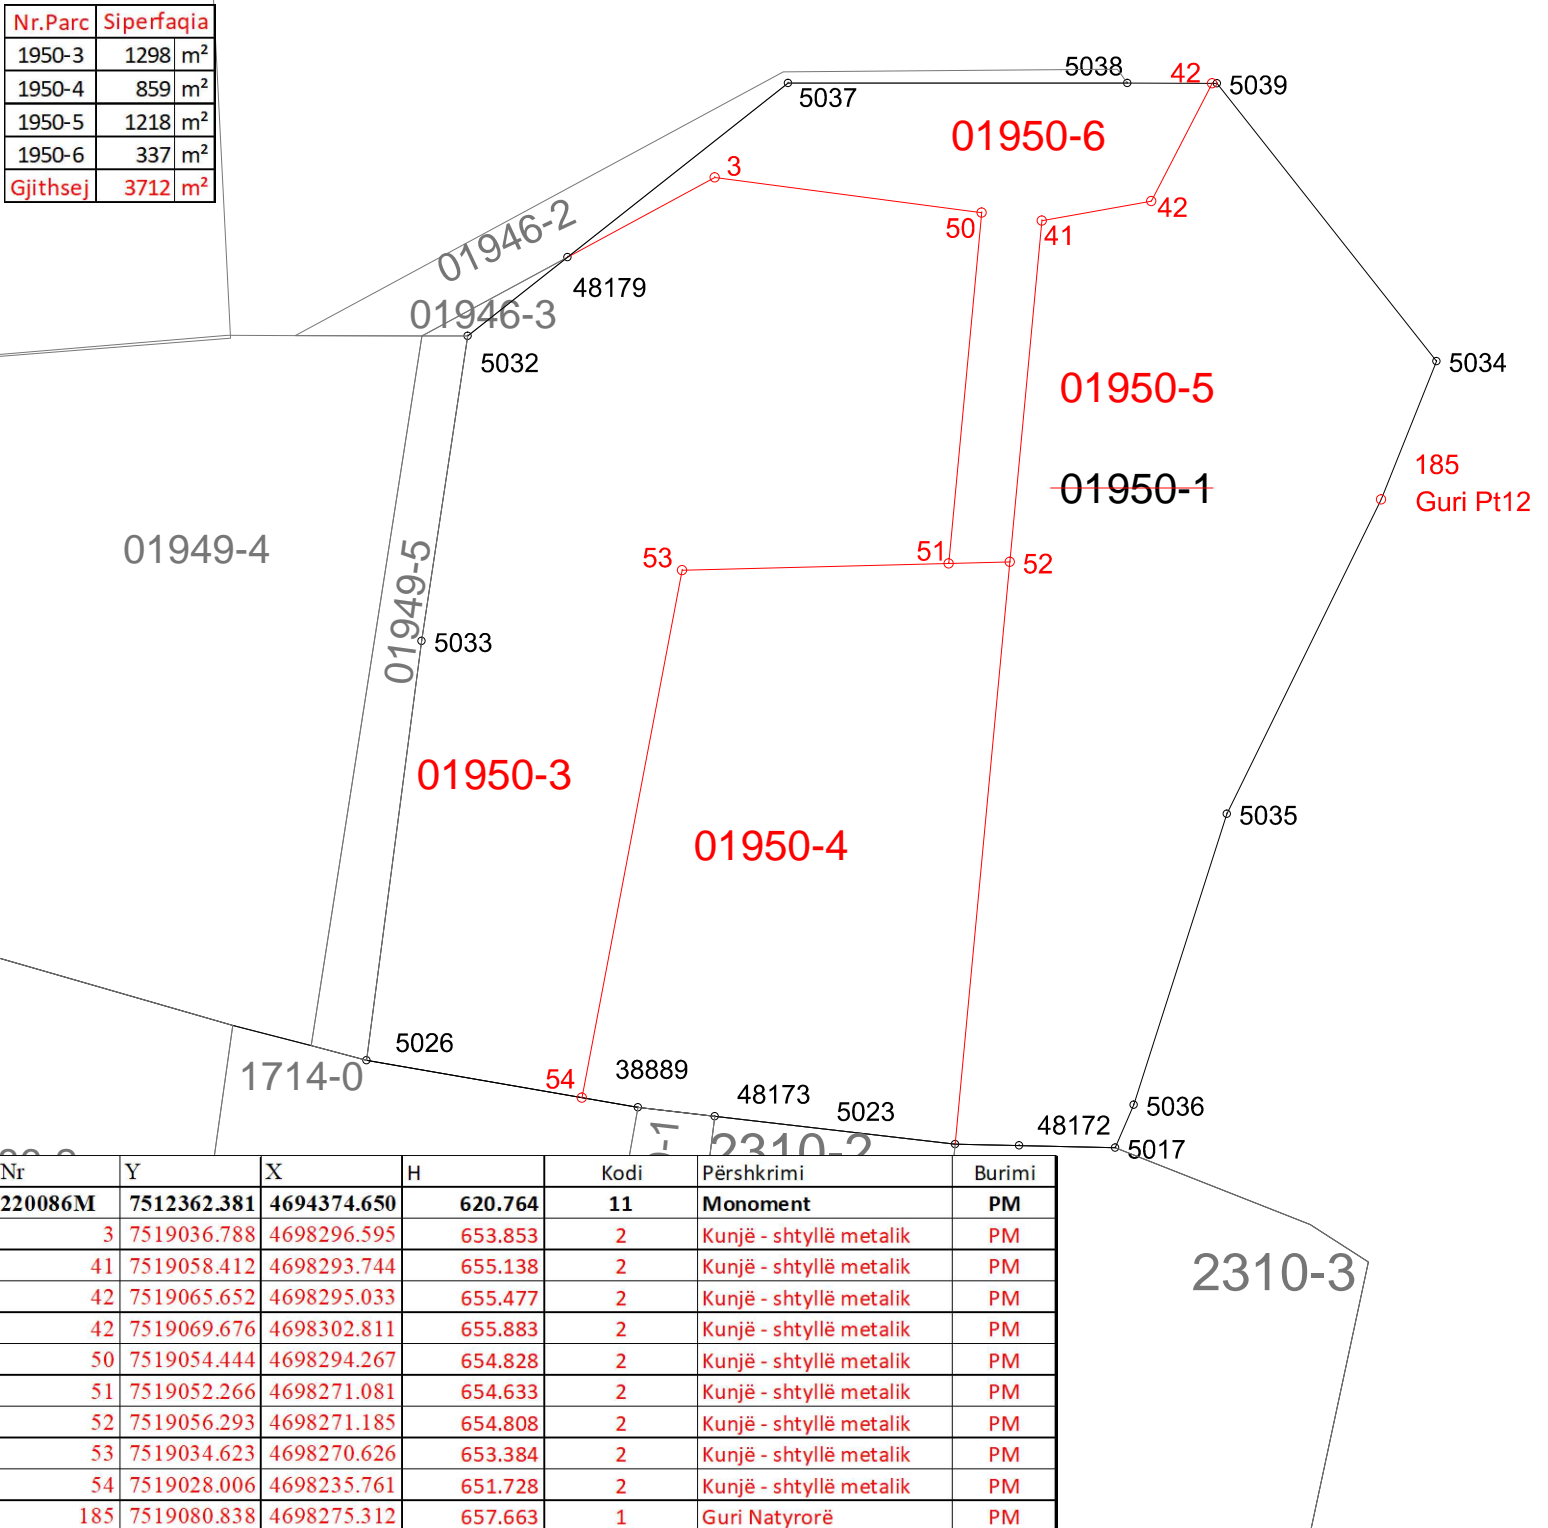 Nr.Parc Siperfaqia
1950-3 1298 m²
1950-4 859 m²
1950-5 1218 m²
1950-6 337 m²
Gjithsej 3712 m²
5038
42
5039
5037
01950-6
3
01946-2
50
41
42
48179
01946-3
5032
5034
01950-5
185
Guri Pt12
01950-1
01949-4
01949-5
53
51
52
5033
01950-3
01950-4
5035
5026
1714-0
54
38889
48173
5023
48172
5036
5017
2310-2
2310-3
Nr Y X H Kodi Përshkrimi Burimi
220086M 7512362.381 4694374.650 620.764 11 Monoment PM
3 7519036.788 4698296.595 653.853 2 Kunjë - shtyllë metalik PM
41 7519058.412 4698293.744 655.138 2 Kunjë - shtyllë metalik PM
42 7519065.652 4698295.033 655.477 2 Kunjë - shtyllë metalik PM
42 7519069.676 4698302.811 655.883 2 Kunjë - shtyllë metalik PM
50 7519054.444 4698294.267 654.828 2 Kunjë - shtyllë metalik PM
51 7519052.266 4698271.081 654.633 2 Kunjë - shtyllë metalik PM
52 7519056.293 4698271.185 654.808 2 Kunjë - shtyllë metalik PM
53 7519034.623 4698270.626 653.384 2 Kunjë - shtyllë metalik PM
54 7519028.006 4698235.761 651.728 2 Kunjë - shtyllë metalik PM
185 7519080.838 4698275.312 657.663 1 Guri Natyrorë PM